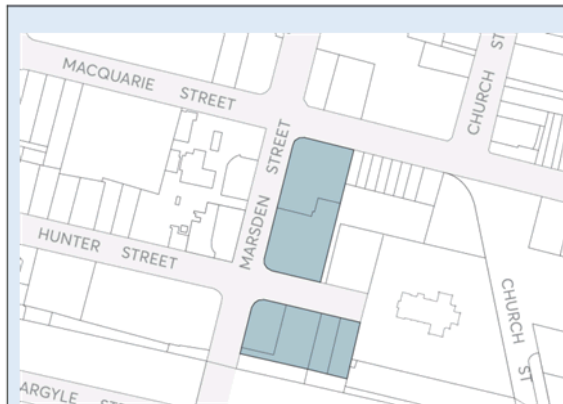 MACQUARIE STREET
CHURCH ST
MARSDEN STREET
HUNTER STREET
CHURCH ST
ARGYLE